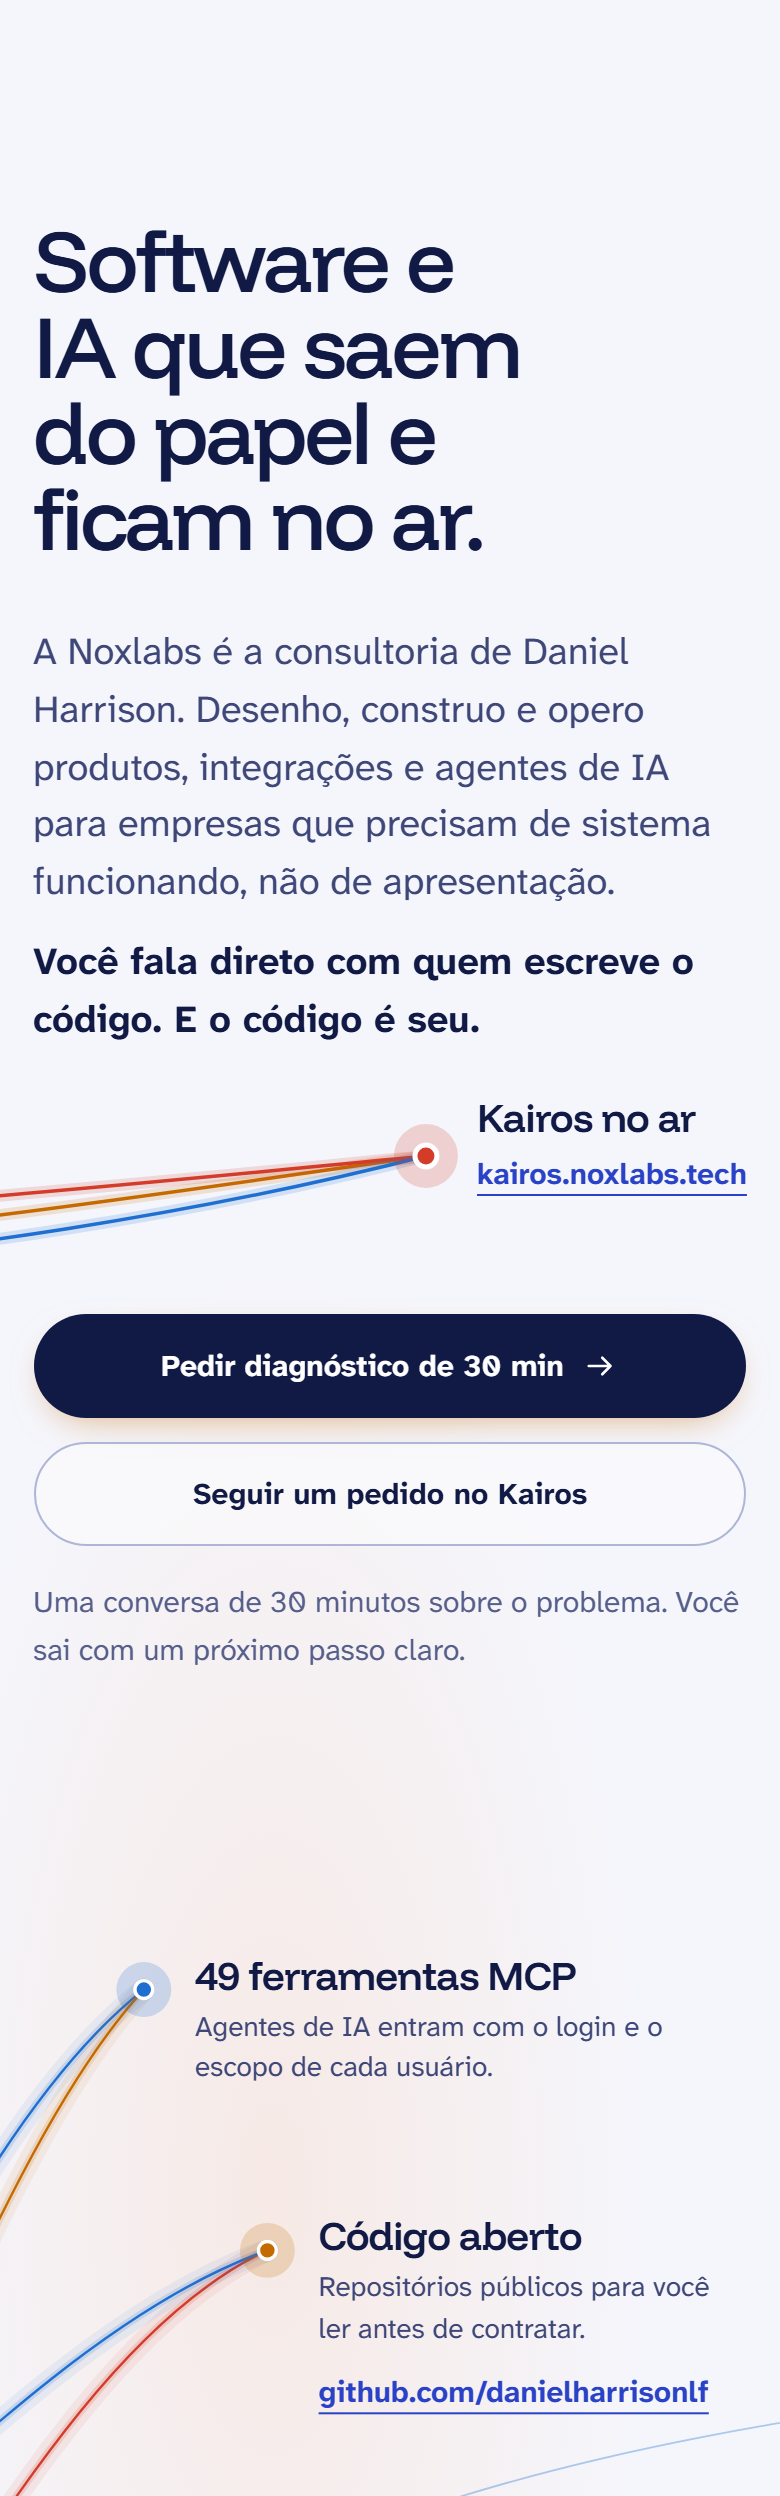 Software e
IA que saem
do papel e
ficam no ar.
A Noxlabs é a consultoria de Daniel
Harrison. Desenho, construo e opero
produtos, integrações e agentes de IA
para empresas que precisam de sistema
funcionando, não de apresentação.
Você fala direto com quem escreve o
código. E o código é seu.
Kairos no ar
kairos.noxlabs.tech
Pedir diagnóstico de 30 min →
Seguir um pedido no Kairos
Uma conversa de 30 minutos sobre o problema. Você
sai com um próximo passo claro.
49 ferramentas MCP
Agentes de IA entram com o login e o
escopo de cada usuário.
Código aberto
Repositórios públicos para você
ler antes de contratar.
github.com/danielharrisonlf